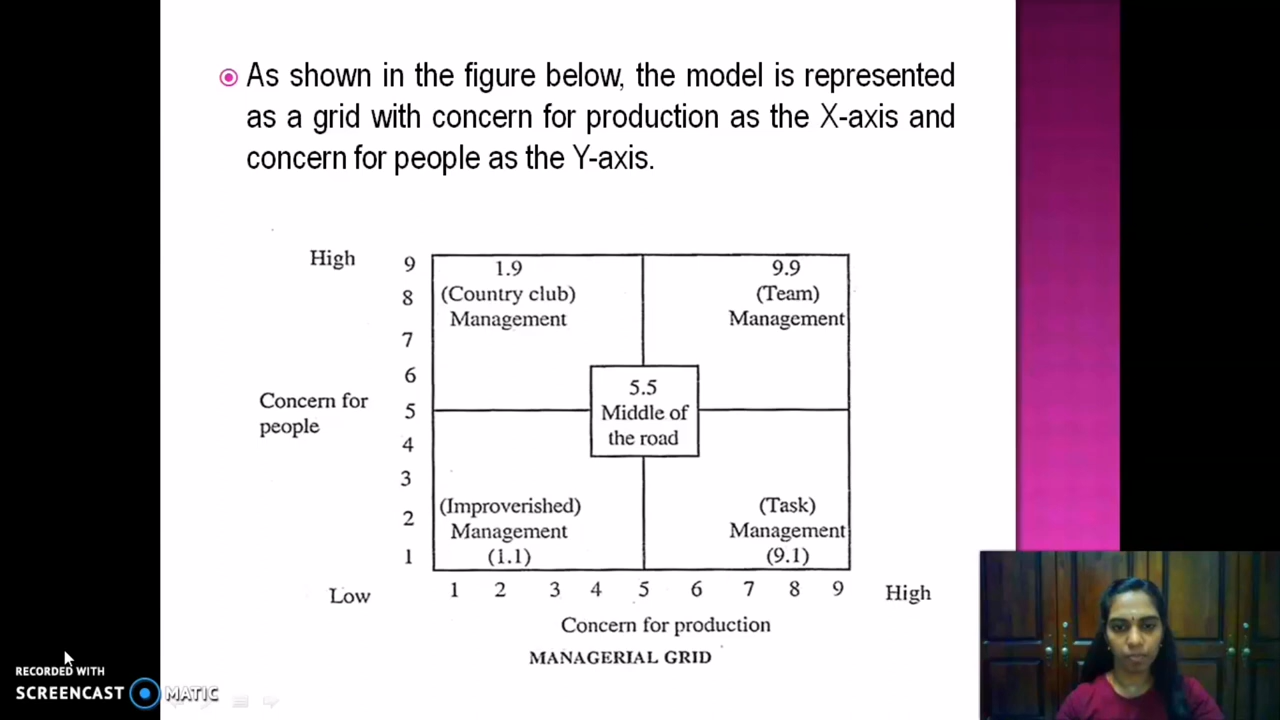 As shown in the figure below, the model is represented
as a grid with concern for production as the X-axis and
concern for people as the Y-axis.
High
9
1.9
9.9
8
(Country club)
(Team)
Management
Management
7
6
5.5
Concern for
people
5
Middle of
the road
4
3
(Improverished)
(Task)
2
Management
Management
1
(1.1)
(9.1)
Low
1 2 3 4 5 6 7 8 9
High
Concern for production
MANAGERIAL GRID
RECORDED WITH
SCREENCAST MATIC